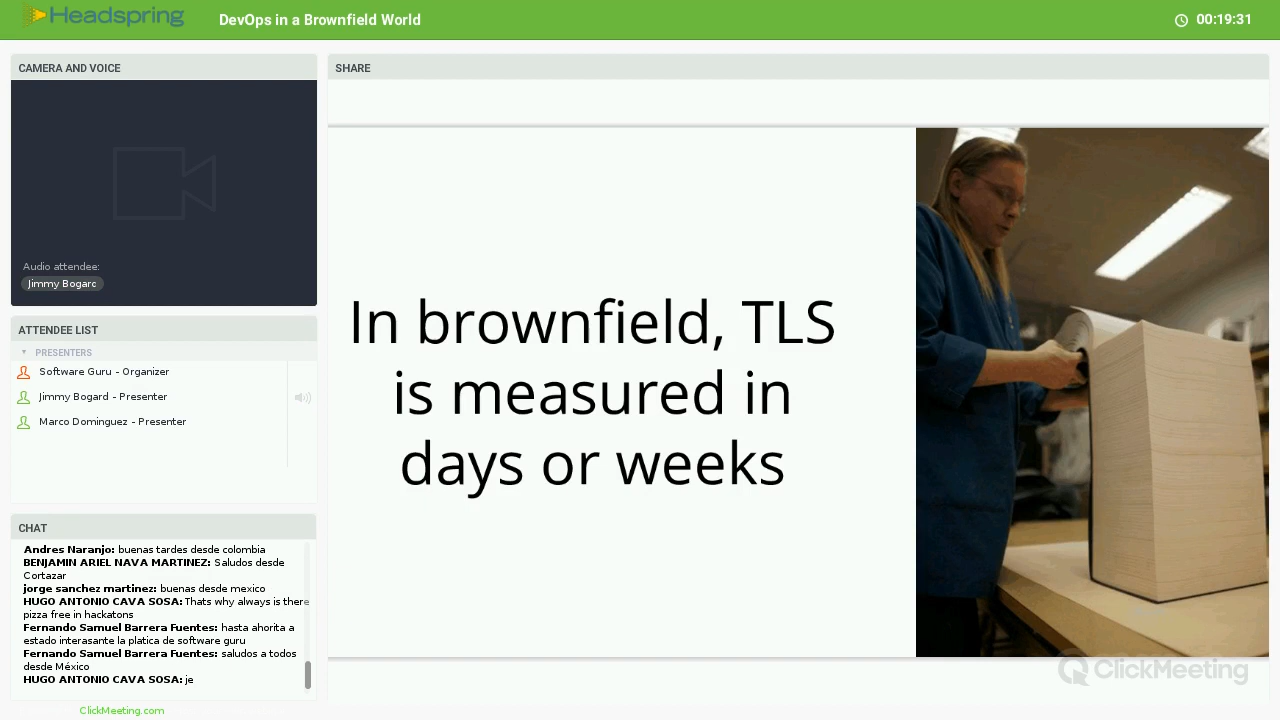 Headspring
DevOps in a Brownfield World
00:19:31
CAMERA AND VOICE
Audio attendee:
Jimmy Bogarc
ATTENDEE LIST
PRESENTERS
Software Guru - Organizer
Jimmy Bogard - Presenter
Marco Dominguez - Presenter
CHAT
Andres Naranjo: buenas tardes desde colombia
BENJAMIN ARIEL NAVA MARTINEZ: Saludos desde
Cortazar
jorge sanchez martinez: buenas desde mexico
HUGO ANTONIO CAVA SOSA: Thats why always is there
pizza free in hackatons
Fernando Samuel Barrera Fuentes: hasta ahorita a
estado interasante la platica de software guru
Fernando Samuel Barrera Fuentes: saludos a todos
desde México
HUGO ANTONIO CAVA SOSA: je
ClickMeeting.com
SHARE
In brownfield, TLS
is measured in
days or weeks
ClickMeeting